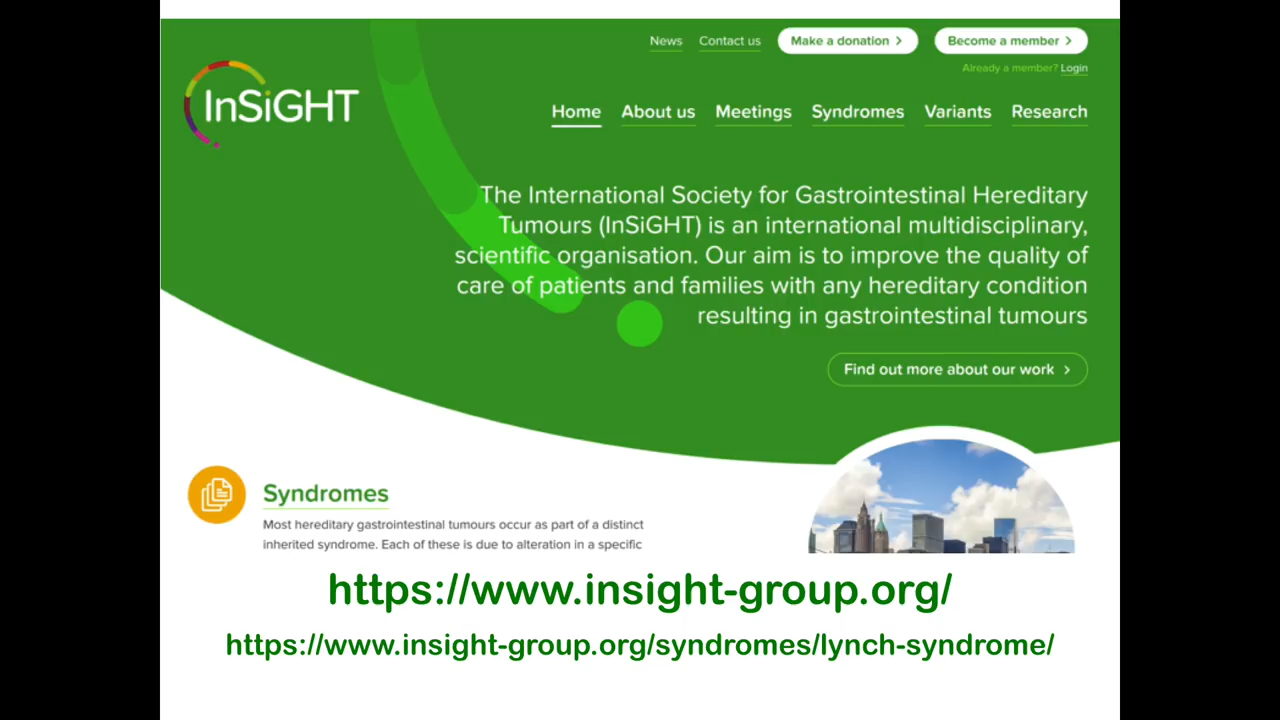 News Contact us Make a donation > Become a member >
Already a member? Login
InSiGHT
Home About us Meetings Syndromes Variants Research
The International Society for Gastrointestinal Hereditary
Tumours (InSiGHT) is an international multidisciplinary,
scientific organisation. Our aim is to improve the quality of
care of patients and families with any hereditary condition
resulting in gastrointestinal tumours
Find out more about our work >
Syndromes
Most hereditary gastrointestinal tumours occur as part of a distinct
inherited syndrome. Each of these is due to alteration in a specific
https://www.insight-group.org/
https://www.insight-group.org/syndromes/lynch-syndrome/